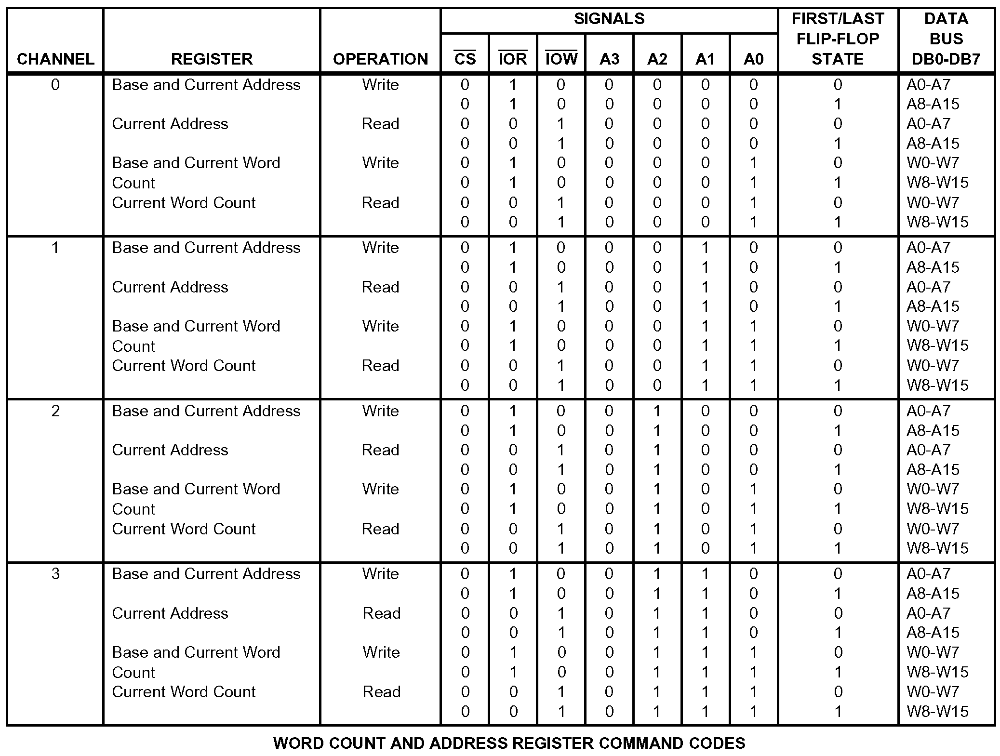 CHANNEL REGISTER OPERATION SIGNALS FIRST/LAST FLIP-FLOP STATE DATA BUS DB0-DB7
CS IOR IOW A3 A2 A1 A0
0 Base and Current Address Write 0 1 0 0 0 0 0 0 A0-A7
0 1 0 0 0 0 0 1 A8-A15
Current Address Read 0 0 1 0 0 0 0 0 A0-A7
0 0 1 0 0 0 0 1 A8-A15
Base and Current Word Write 0 1 0 0 0 0 1 0 W0-W7
Count 0 1 0 0 0 0 1 1 W8-W15
Current Word Count Read 0 0 1 0 0 0 1 0 W0-W7
0 0 1 0 0 0 1 1 W8-W15
1 Base and Current Address Write 0 1 0 0 0 1 0 0 A0-A7
0 1 0 0 0 1 0 1 A8-A15
Current Address Read 0 0 1 0 0 1 0 0 A0-A7
0 0 1 0 0 1 0 1 A8-A15
Base and Current Word Write 0 1 0 0 0 1 1 0 W0-W7
Count 0 1 0 0 0 1 1 1 W8-W15
Current Word Count Read 0 0 1 0 0 1 1 0 W0-W7
0 0 1 0 0 1 1 1 W8-W15
2 Base and Current Address Write 0 1 0 0 1 0 0 0 A0-A7
0 1 0 0 1 0 0 1 A8-A15
Current Address Read 0 0 1 0 1 0 0 0 A0-A7
0 0 1 0 1 0 0 1 A8-A15
Base and Current Word Write 0 1 0 0 1 0 1 0 W0-W7
Count 0 1 0 0 1 0 1 1 W8-W15
Current Word Count Read 0 0 1 0 1 0 1 0 W0-W7
0 0 1 0 1 0 1 1 W8-W15
3 Base and Current Address Write 0 1 0 0 1 1 0 0 A0-A7
0 1 0 0 1 1 0 1 A8-A15
Current Address Read 0 0 1 0 1 1 0 0 A0-A7
0 0 1 0 1 1 0 1 A8-A15
Base and Current Word Write 0 1 0 0 1 1 1 0 W0-W7
Count 0 1 0 0 1 1 1 1 W8-W15
Current Word Count Read 0 0 1 0 1 1 1 0 W0-W7
0 0 1 0 1 1 1 1 W8-W15
WORD COUNT AND ADDRESS REGISTER COMMAND CODES